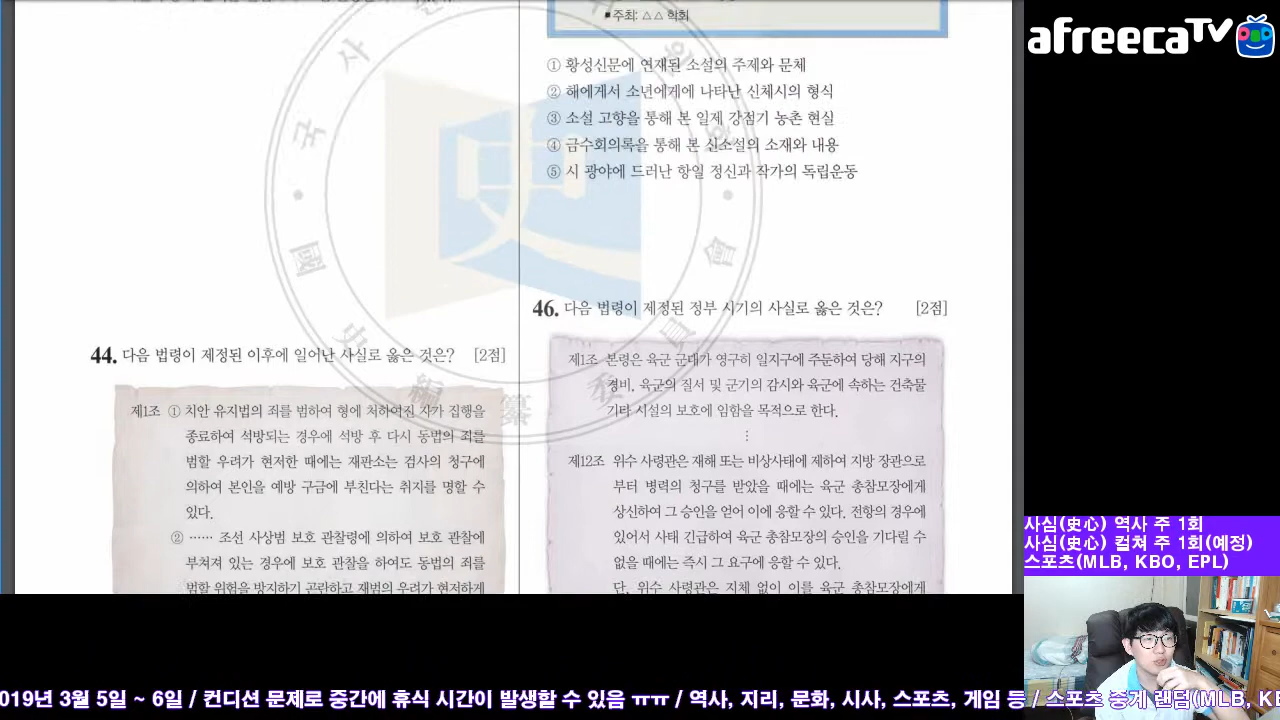 ■ 주최: △△ 학회
① 황성신문에 연재된 소설의 주제와 문체
② 해에게서 소년에게에 나타난 신체시의 형식
③ 소설 고향을 통해 본 일제 강점기 농촌 현실
④ 금수회의록을 통해 본 신소설의 소재와 내용
⑤ 시 광야에 드러난 항일 정신과 작가의 독립운동
44. 다음 법령이 제정된 이후에 일어난 사실로 옳은 것은? [2점]
제1조 ① 치안 유지법의 죄를 범하여 형에 처하여진 자가 집행을
종료하여 석방되는 경우에 석방 후 다시 동법의 죄를
범할 우려가 현저한 때에는 재판소는 검사의 청구에
의하여 본인을 예방 구금에 부친다는 취지를 명할 수
있다.
② …… 조선 사상범 보호 관찰령에 의하여 보호 관찰에
부쳐져 있는 경우에 보호 관찰을 하여도 동법의 죄를
범할 위험을 방지하기 곤란하고 재범의 우려가 현저하게
46. 다음 법령이 제정된 정부 시기의 사실로 옳은 것은? [2점]
제1조 본령은 육군 군대가 영구히 일지구에 주둔하여 당해 지구의
경비, 육군의 질서 및 군기의 감시와 육군에 속하는 건축물
기타 시설의 보호에 임함을 목적으로 한다.
⋮
제12조 위수 사령관은 재해 또는 비상사태에 제하여 지방 장관으로
부터 병력의 청구를 받았을 때에는 육군 총참모장에게
상신하여 그 승인을 얻어 이에 응할 수 있다. 전항의 경우에
있어서 사태 긴급하여 육군 총참모장의 승인을 기다릴 수
없을 때에는 즉시 그 요구에 응할 수 있다.
단, 위수 사령관은 지체 없이 이를 육군 총참모장에게
史
afreecaTV
사심(史心) 역사 주 1회
사심(史心) 컬쳐 주 1회(예정)
스포츠(MLB, KBO, EPL)
019년 3월 5일 ~ 6일 / 컨디션 문제로 중간에 휴식 시간이 발생할 수 있음 ㅠㅠ / 역사, 지리, 문화, 시사, 스포츠, 게임 등 / 스포츠 중계 랜덤(MLB, KB